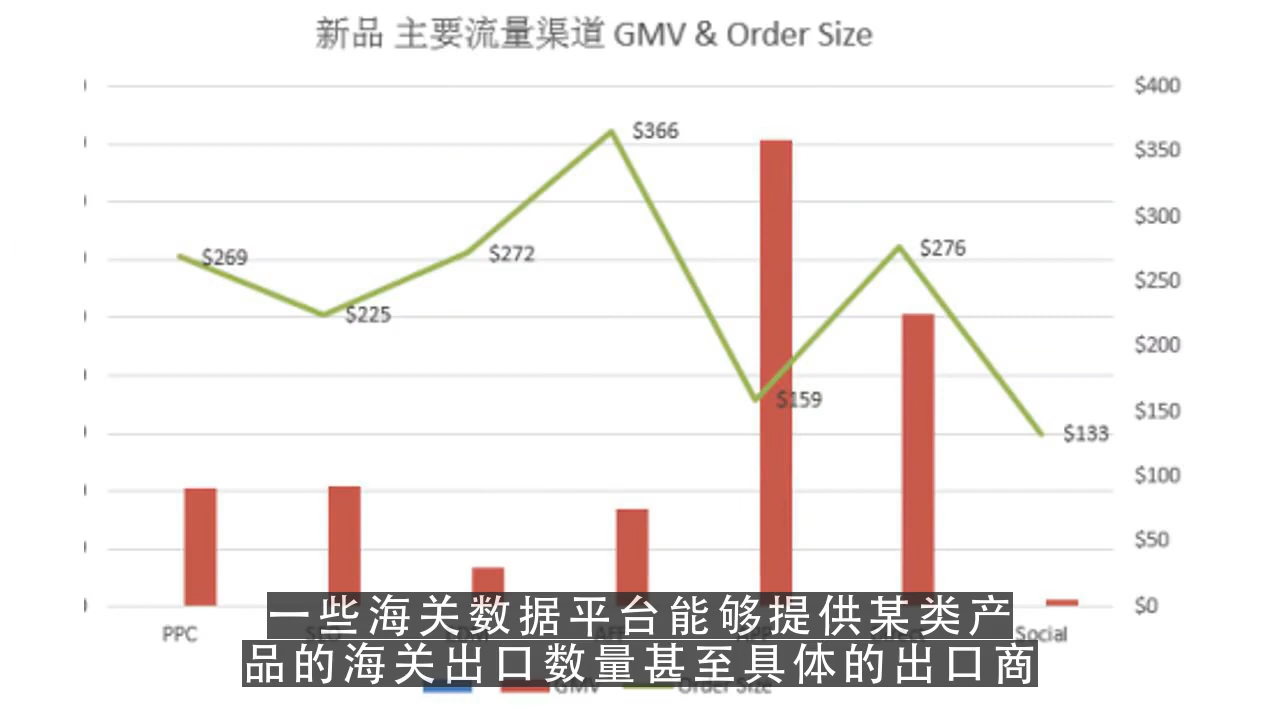 新品 主要流量渠道 GMV & Order Size
$400
$366
$350
$300
$269
$272
$276
$250
$225
$200
$159
$150
$133
$100
$50
$0
PPC
Social
一些海关数据平台能够提供某类产
品的海关出口数量甚至具体的出口商
GMV
Order Size